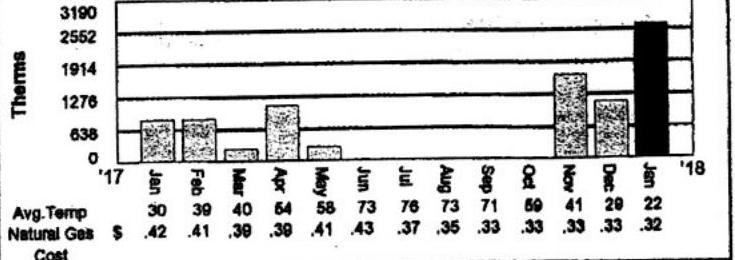 3190
2552
1914
1276
638
0
Therms
'17 Jan Feb Mar Apr May Jun Jul Aug Sep Oct Nov Dec Jan '18
Avg.Temp 30 39 40 54 58 73 76 73 71 59 41 29 22
Natural Gas $ .42 .41 .39 .39 .41 .43 .37 .35 .33 .33 .33 .33 .32
Cost